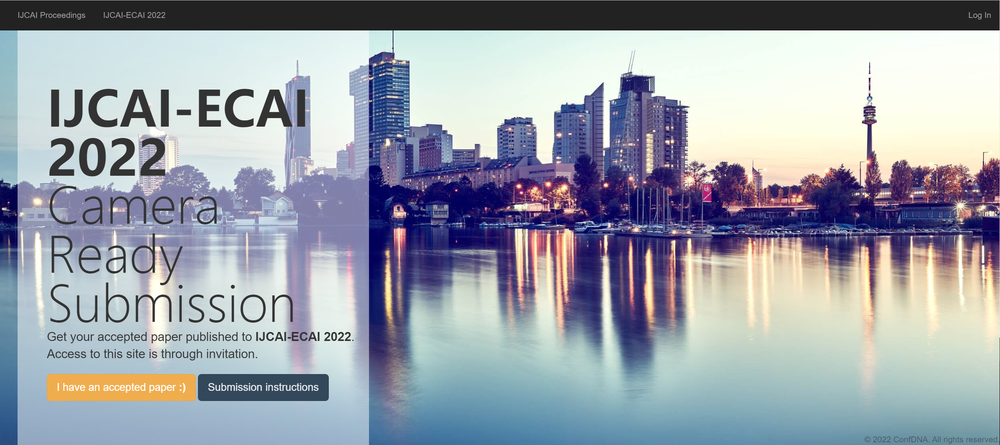 IJCAI Proceedings IJCAI-ECAI 2022 Log In
IJCAI-ECAI
2022
Camera
Ready
Submission
Get your accepted paper published to IJCAI-ECAI 2022.
Access to this site is through invitation.
I have an accepted paper :) Submission instructions
© 2022 ConfDNA. All rights reserved.